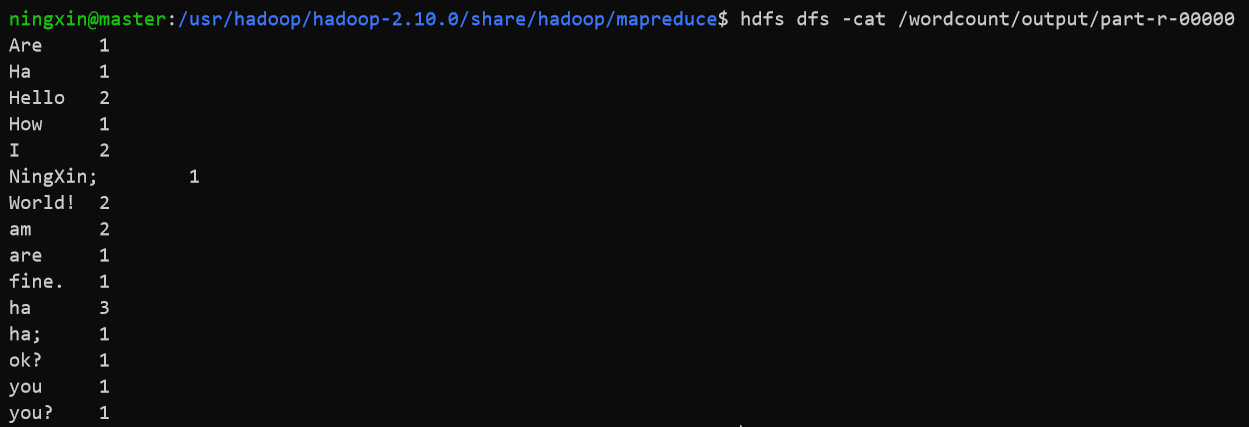 ningxin@master:/usr/hadoop/hadoop-2.10.0/share/hadoop/mapreduce$ hdfs dfs -cat /wordcount/output/part-r-00000
Are	1
Ha	1
Hello	2
How	1
I	2
NingXin;	1
World!	2
am	2
are	1
fine.	1
ha	3
ha;	1
ok?	1
you	1
you?	1